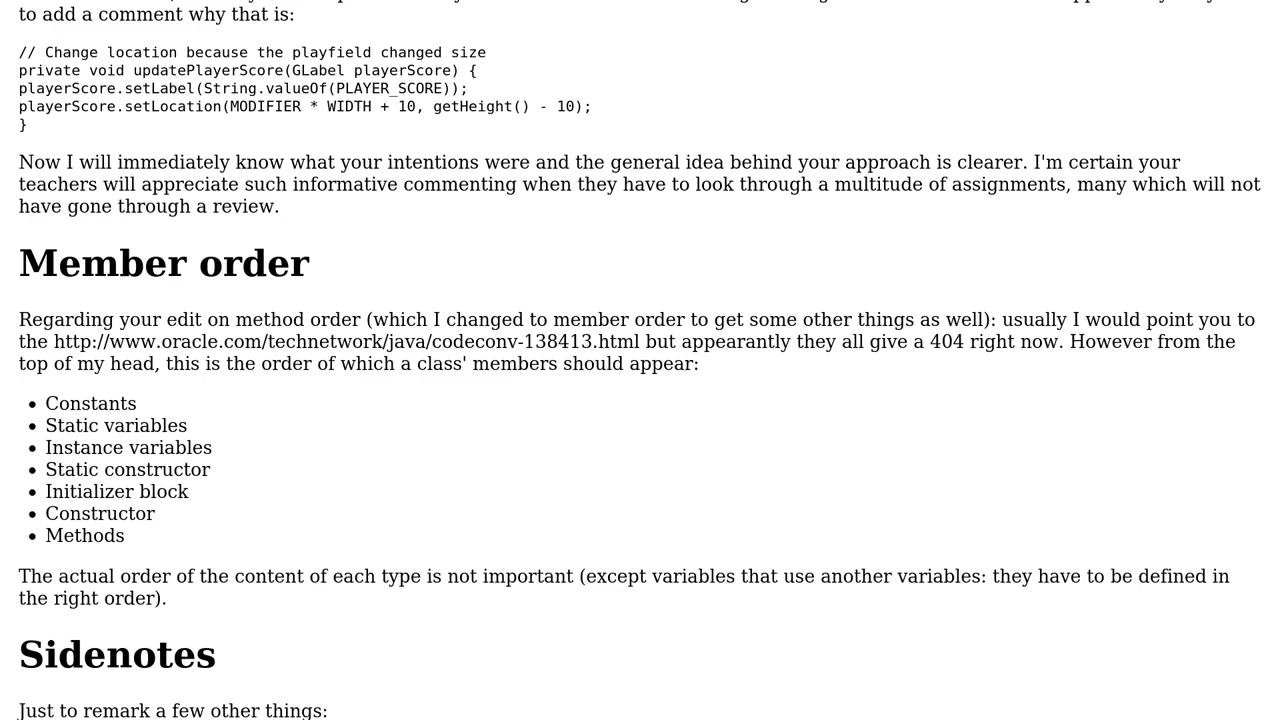 to add a comment why that is:
// Change location because the playfield changed size
private void updatePlayerScore(GLabel playerScore) {
playerScore.setLabel(String.valueOf(PLAYER_SCORE));
playerScore.setLocation(MODIFIER * WIDTH + 10, getHeight() - 10);
}
Now I will immediately know what your intentions were and the general idea behind your approach is clearer. I'm certain your
teachers will appreciate such informative commenting when they have to look through a multitude of assignments, many which will not
have gone through a review.
Member order
Regarding your edit on method order (which I changed to member order to get some other things as well): usually I would point you to
the http://www.oracle.com/technetwork/java/codeconv-138413.html but appearantly they all give a 404 right now. However from the
top of my head, this is the order of which a class' members should appear:
• Constants
• Static variables
• Instance variables
• Static constructor
• Initializer block
• Constructor
• Methods
The actual order of the content of each type is not important (except variables that use another variables: they have to be defined in
the right order).
Sidenotes
Just to remark a few other things: